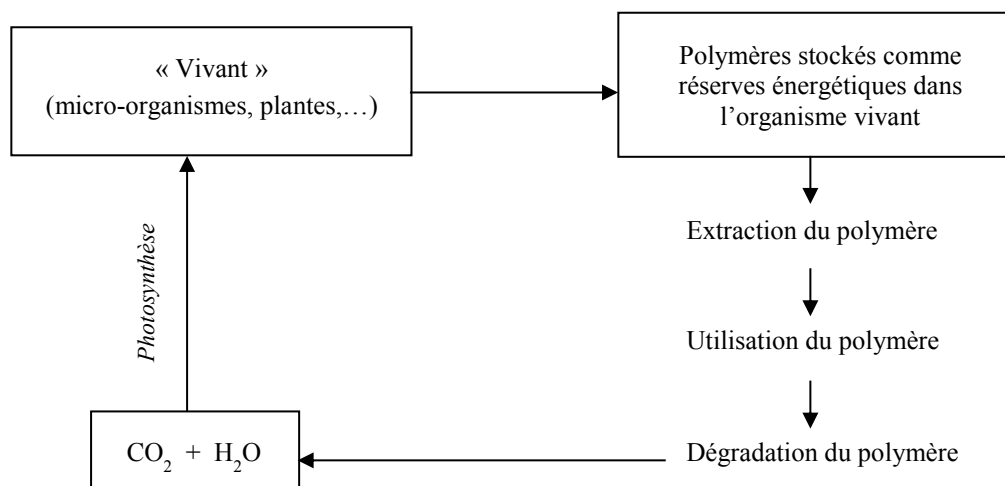 « Vivant »
(micro-organismes, plantes,…)
Polymères stockés comme
réserves énergétiques dans
l’organisme vivant
Extraction du polymère
Photosynthèse
Utilisation du polymère
Dégradation du polymère
CO₂ + H₂O